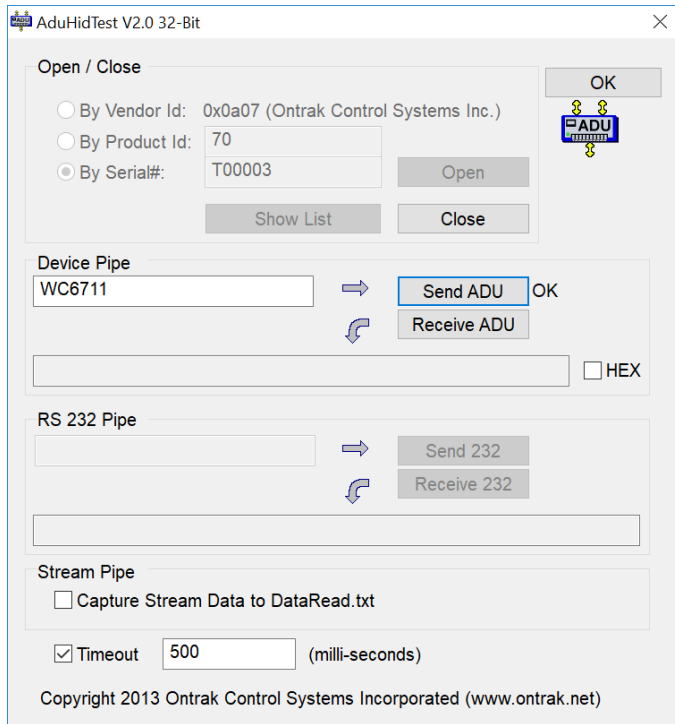 AduHidTest V2.0 32-Bit
Open / Close
OK
By Vendor Id: 0x0a07 (Ontrak Control Systems Inc.)
ADU
By Product Id: 70
By Serial#: T00003 Open
Show List Close
Device Pipe
WC6711 Send ADU OK
Receive ADU
HEX
RS 232 Pipe
Send 232
Receive 232
Stream Pipe
Capture Stream Data to DataRead.txt
Timeout 500 (milli-seconds)
Copyright 2013 Ontrak Control Systems Incorporated (www.ontrak.net)